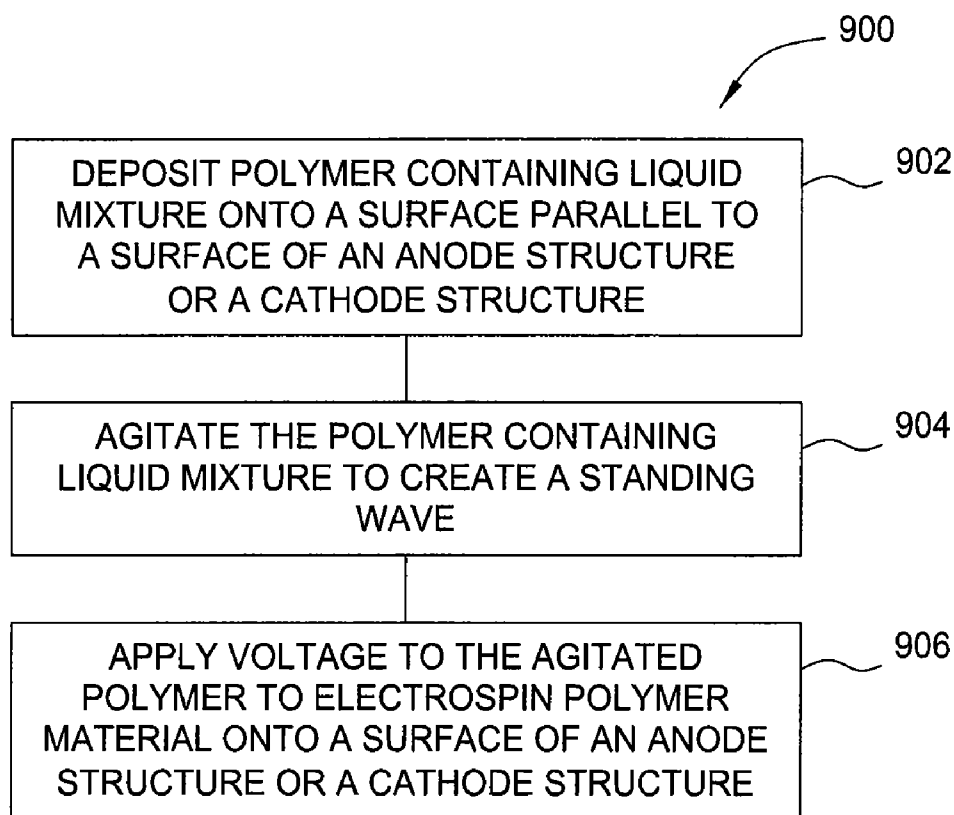 900
DEPOSIT POLYMER CONTAINING LIQUID
MIXTURE ONTO A SURFACE PARALLEL TO
A SURFACE OF AN ANODE STRUCTURE
OR A CATHODE STRUCTURE
902
AGITATE THE POLYMER CONTAINING
LIQUID MIXTURE TO CREATE A STANDING
WAVE
904
APPLY VOLTAGE TO THE AGITATED
POLYMER TO ELECTROSPIN POLYMER
MATERIAL ONTO A SURFACE OF AN ANODE
STRUCTURE OR A CATHODE STRUCTURE
906